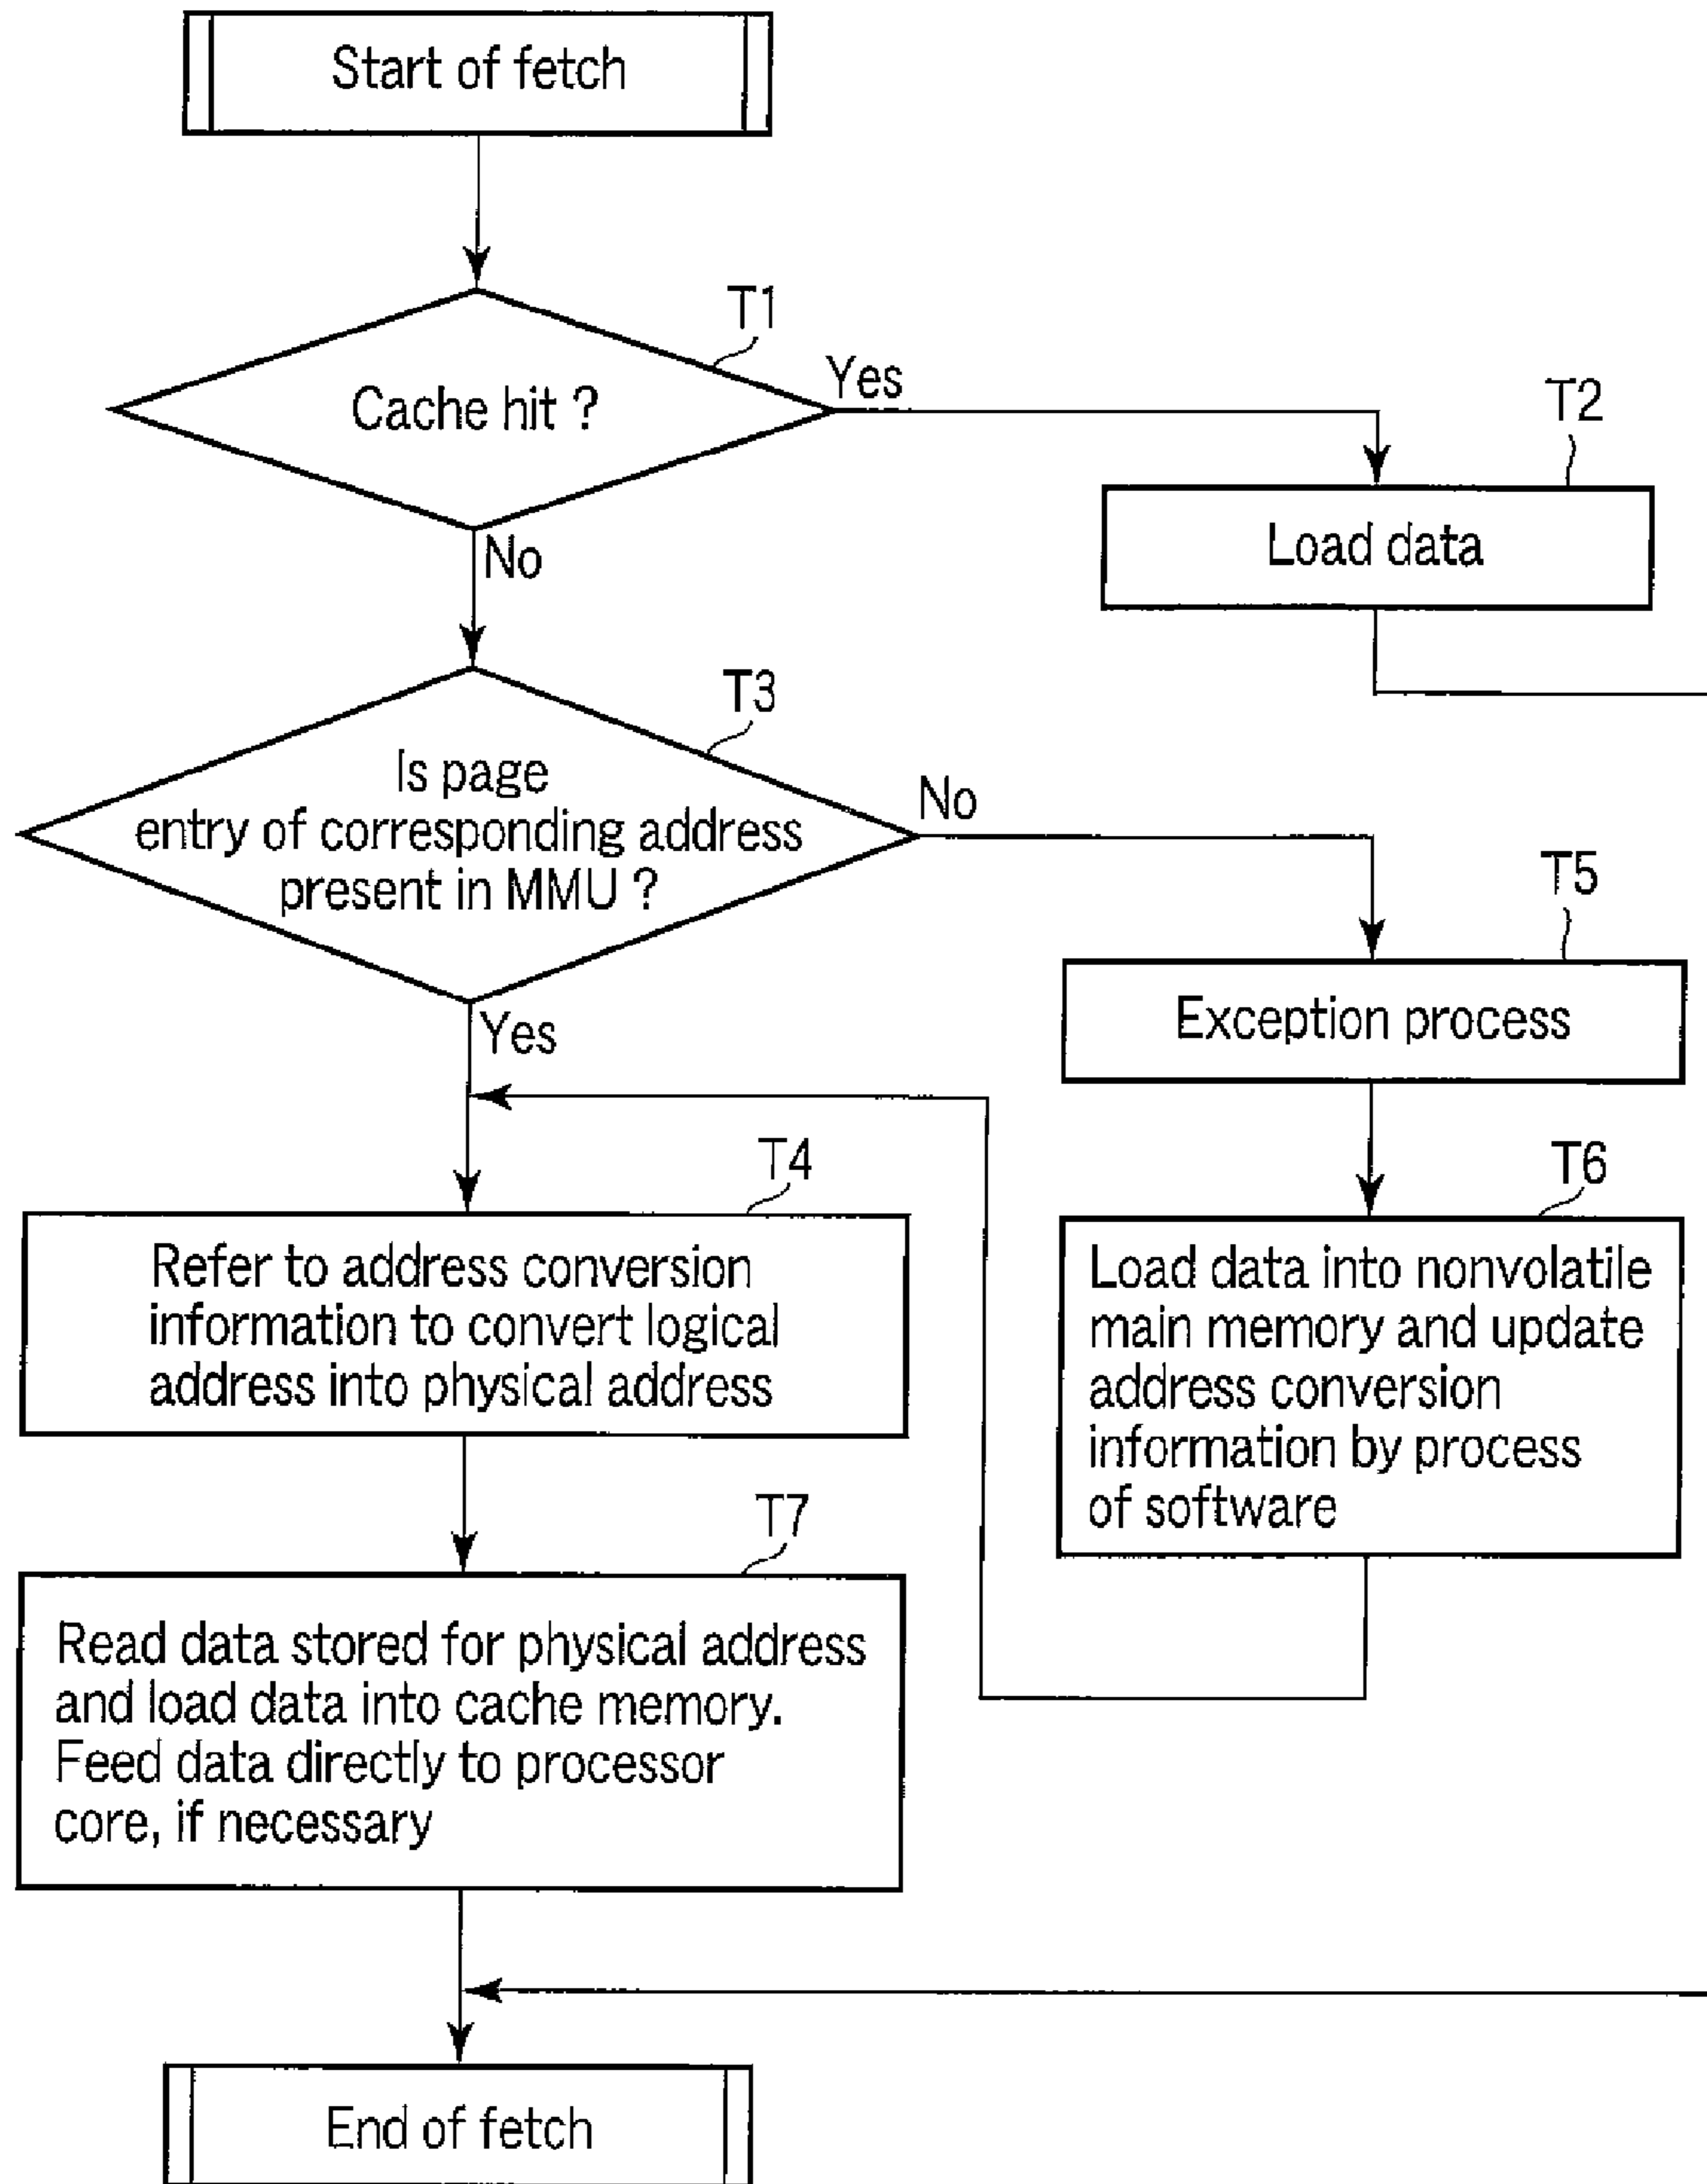 Start of fetch
T1
Cache hit ?
Yes
No
T2
Load data
T3
Is page
entry of corresponding address
present in MMU ?
No
Yes
T5
Exception process
T4
Refer to address conversion
information to convert logical
address into physical address
T6
Load data into nonvolatile
main memory and update
address conversion
information by process
of software
T7
Read data stored for physical address
and load data into cache memory.
Feed data directly to processor
core, if necessary
End of fetch